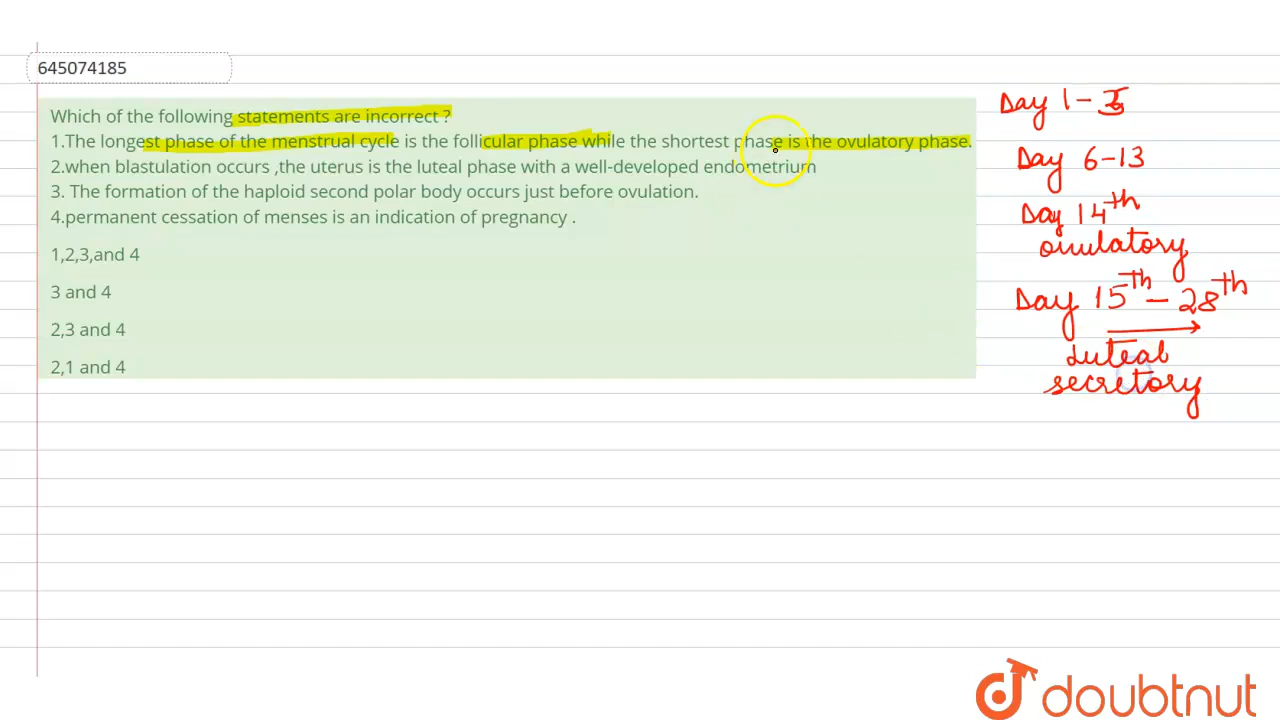 645074185
Which of the following statements are incorrect ?
1.The longest phase of the menstrual cycle is the follicular phase while the shortest phase is the ovulatory phase.
2.when blastulation occurs ,the uterus is the luteal phase with a well-developed endometrium
3. The formation of the haploid second polar body occurs just before ovulation.
4.permanent cessation of menses is an indication of pregnancy .
1,2,3,and 4
3 and 4
2,3 and 4
2,1 and 4
Day 1-
Day 6-13
Day 14th
ovulatory
Day 15th - 28th
Luteal
secretory
doubtnut